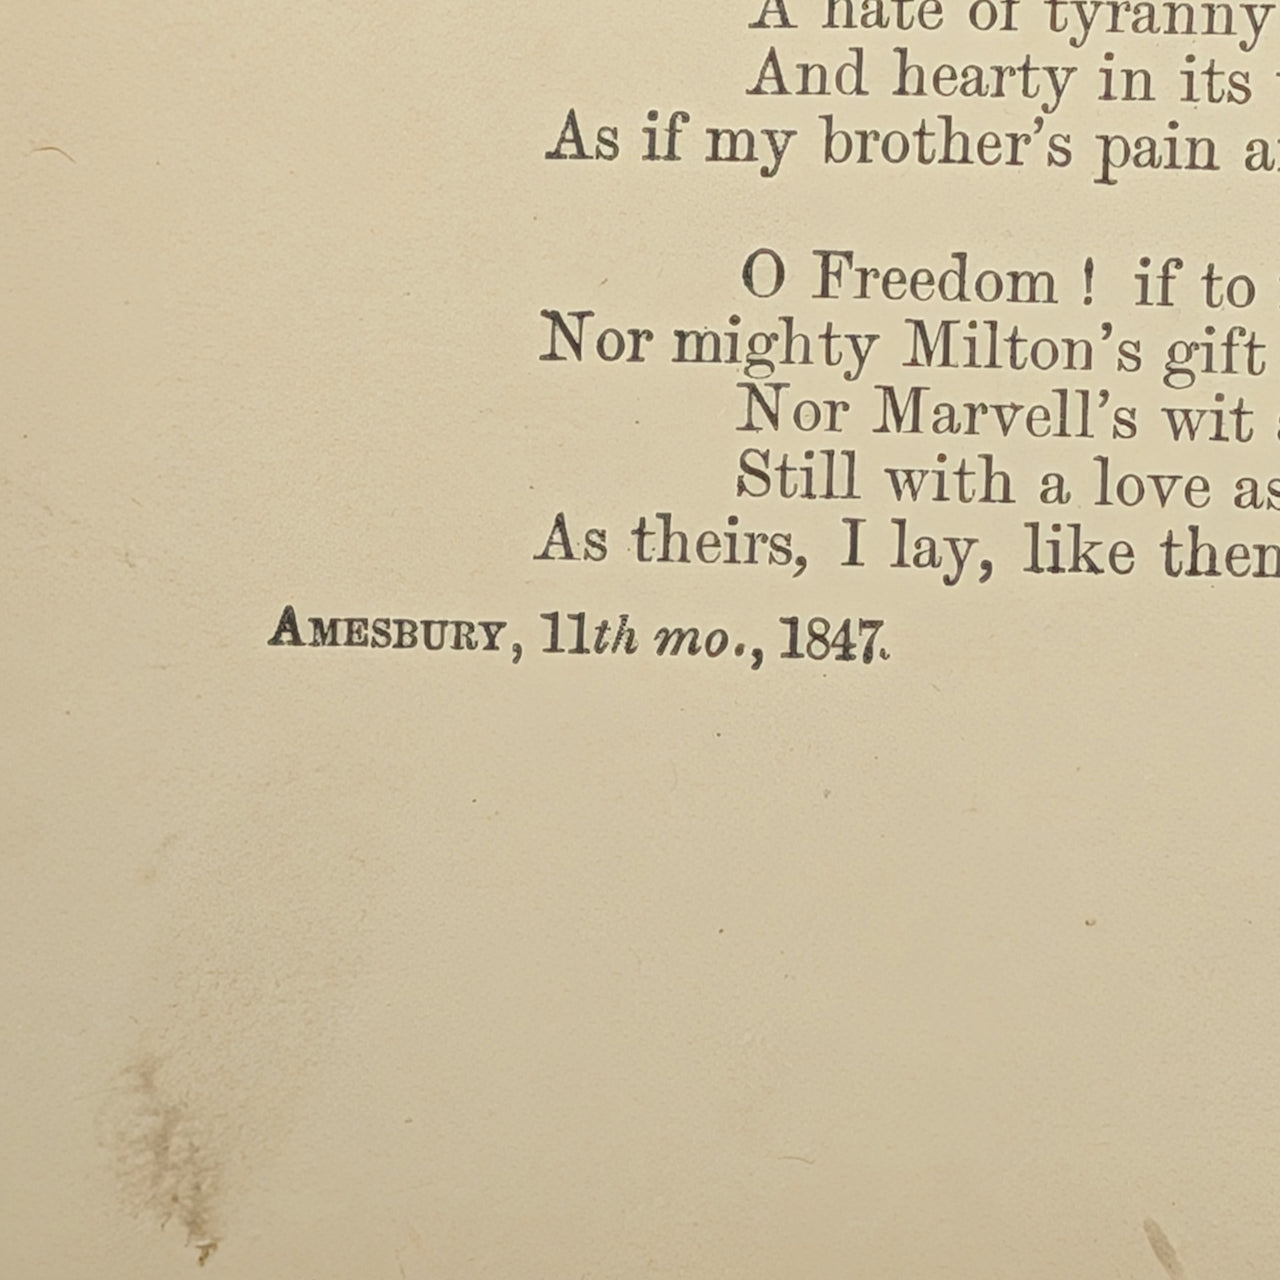 A hate of tyranny
And hearty in its
As if my brother's pain
O Freedom ! if to
Nor mighty Milton's gift
Nor Marvell's wit
Still with a love as
As theirs, I lay, like
AMESBURY, 11th mo., 1847.